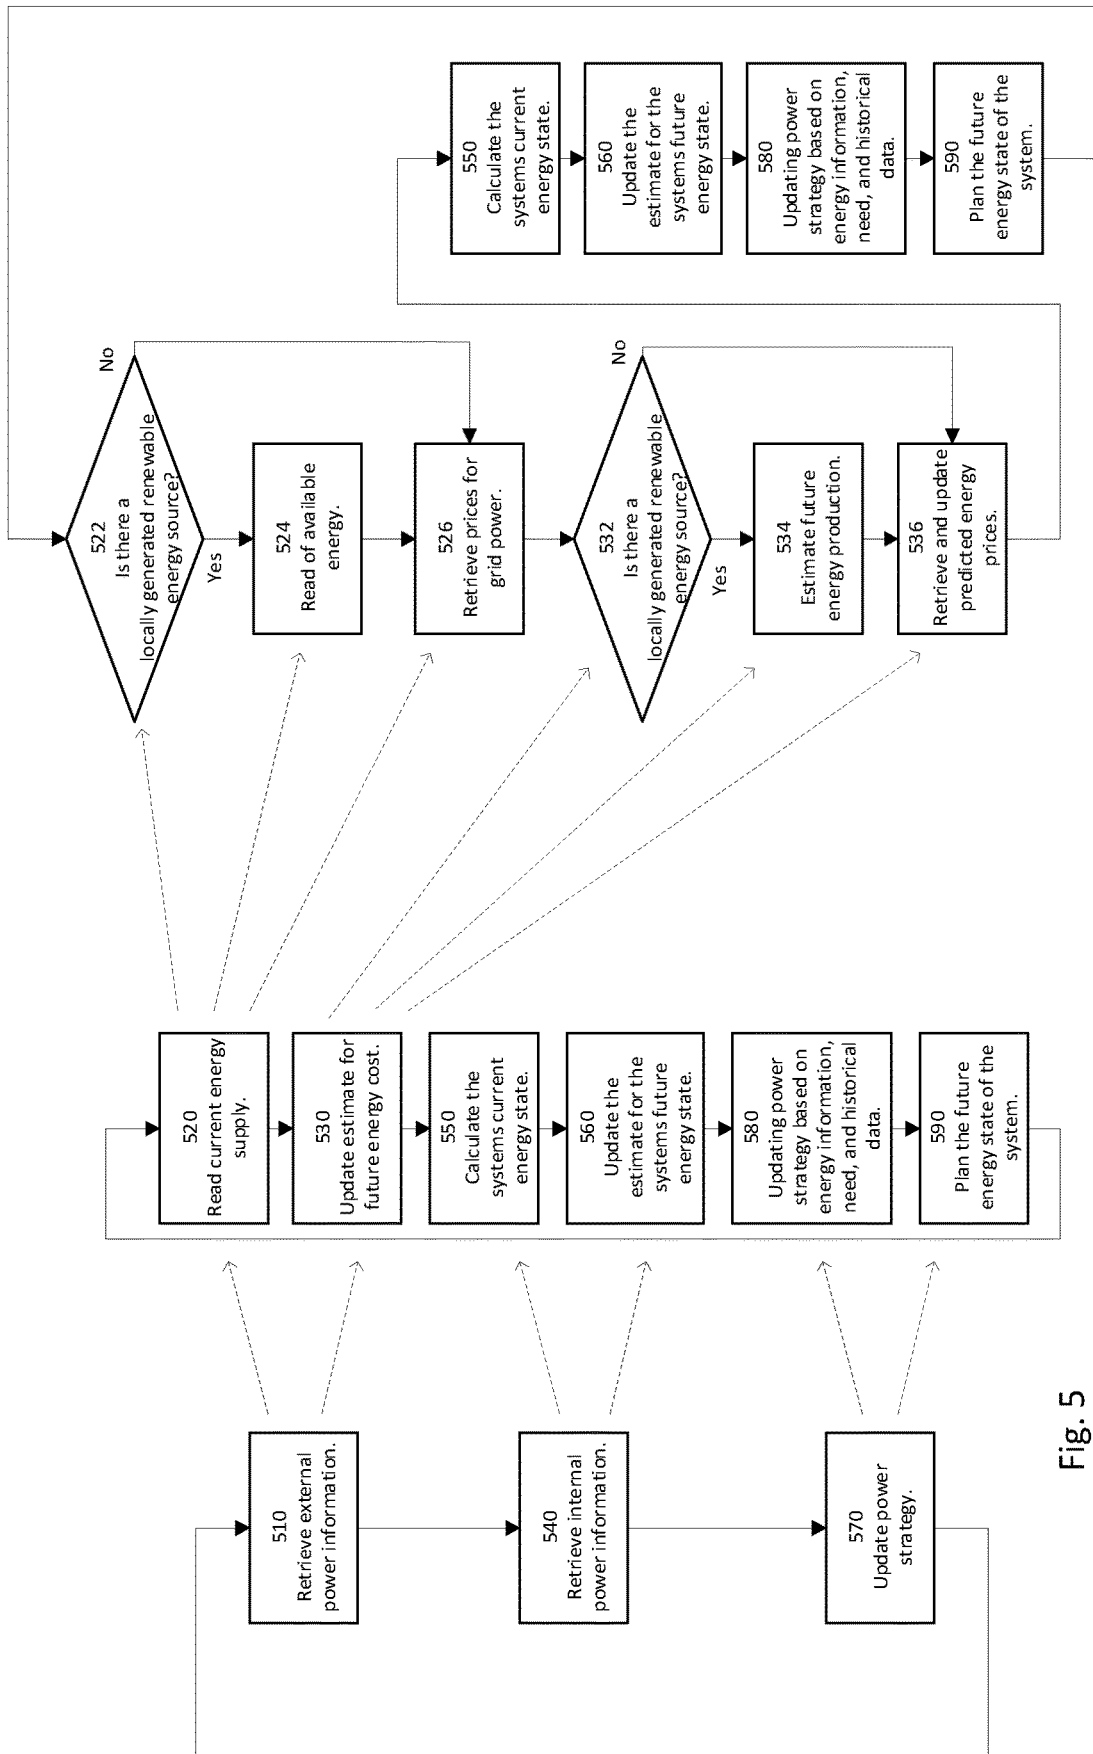 510
Retrieve external
power information.
540
Retrieve internal
power information.
570
Update power
strategy.
520
Read current energy
supply.
530
Update estimate for
future energy cost.
550
Calculate the
systems current
energy state.
560
Update the
estimate for the
systems future
energy state.
580
Updating power
strategy based on
energy information,
need, and historical
data.
590
Plan the future
energy state of the
system.
522
Is there a
locally generated renewable
energy source?
No
Yes
524
Read of available
energy.
526
Retrieve prices for
grid power.
532
Is there a
locally generated renewable
energy source?
No
Yes
534
Estimate future
energy production.
536
Retrieve and update
predicted energy
prices.
550
Calculate the
systems current
energy state.
560
Update the
estimate for the
systems future
energy state.
580
Updating power
strategy based on
energy information,
need, and historical
data.
590
Plan the future
energy state of the
system.
Fig. 5